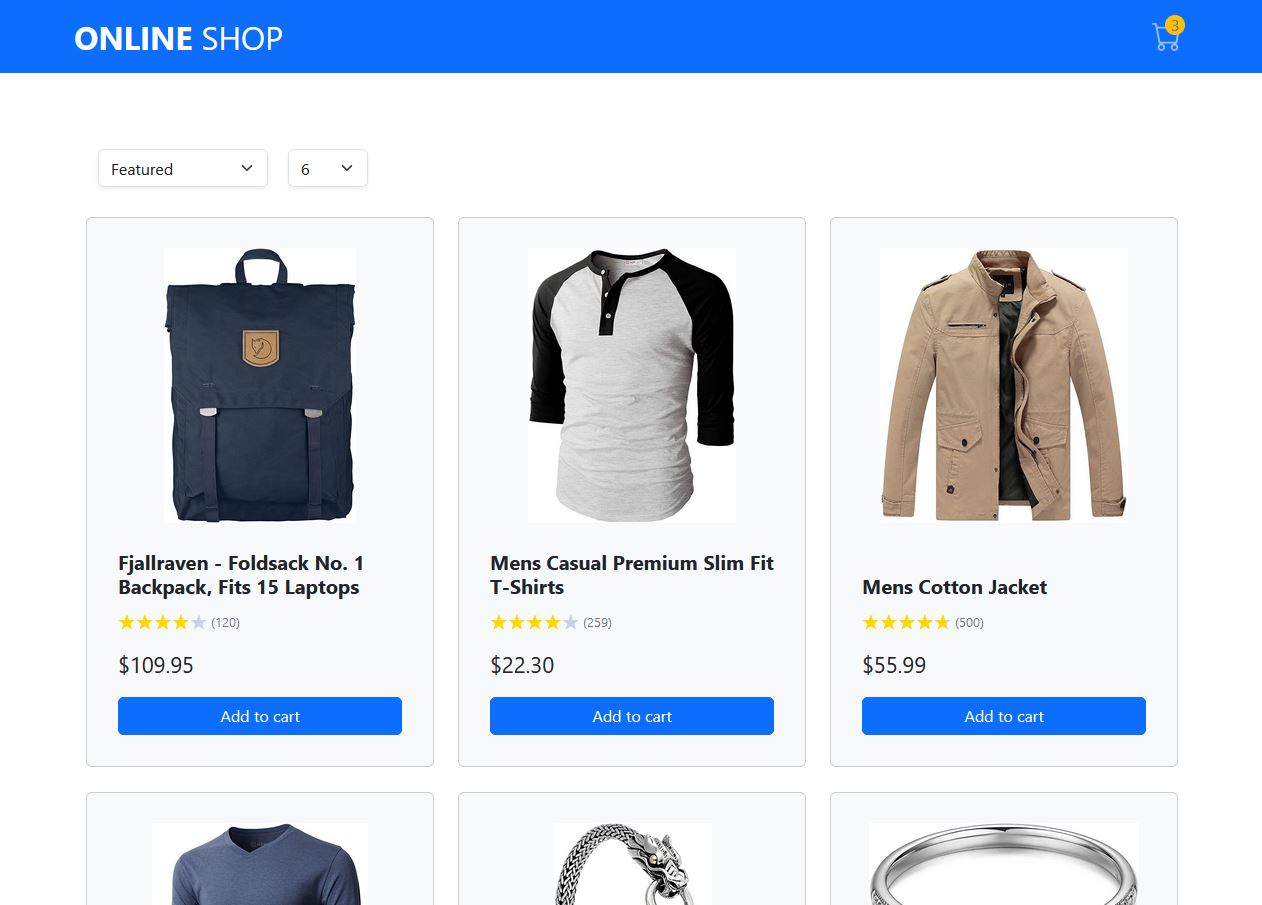 ONLINE SHOP
3
Featured
6
Fjallraven - Foldsack No. 1
Backpack, Fits 15 Laptops
(120)
$109.95
Add to cart
Mens Casual Premium Slim Fit
T-Shirts
(259)
$22.30
Add to cart
Mens Cotton Jacket
(500)
$55.99
Add to cart